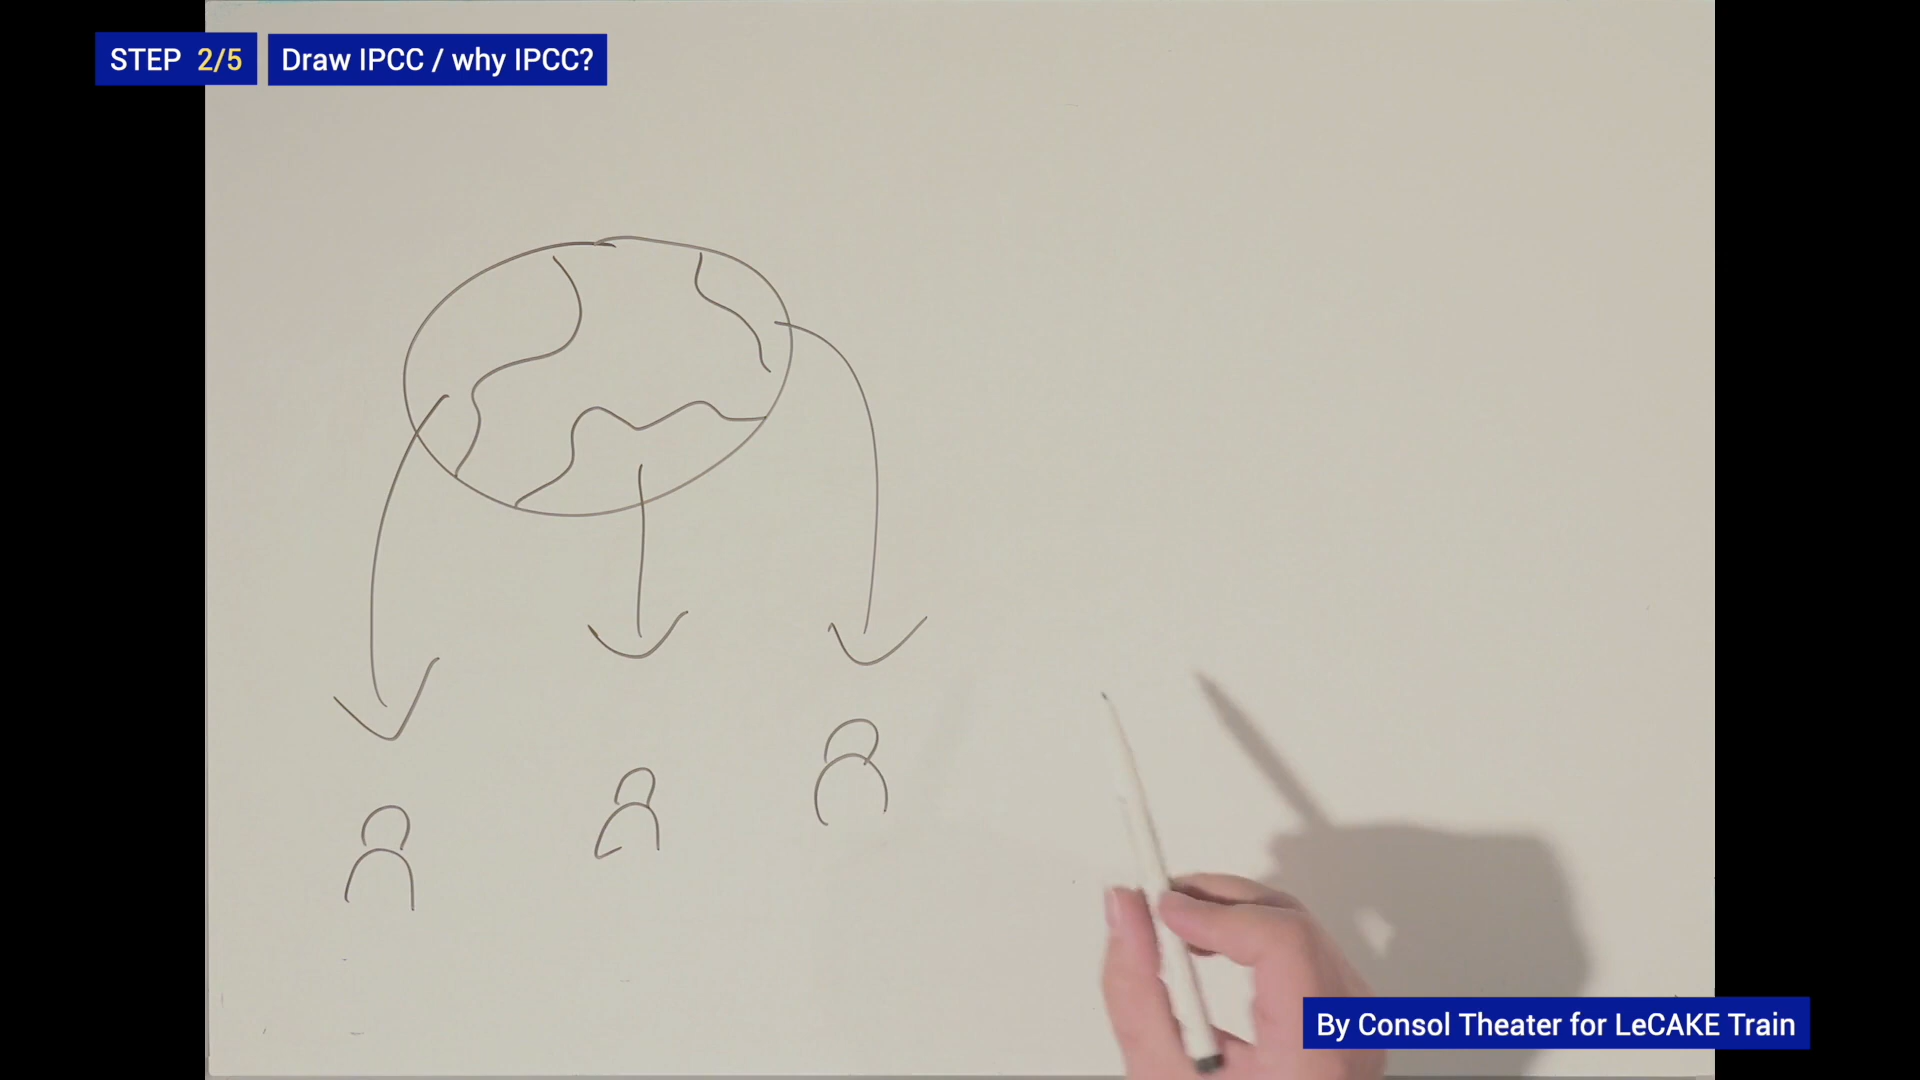 STEP 2/5
Draw IPCC / why IPCC?
By Consol Theater for LeCAKE Train